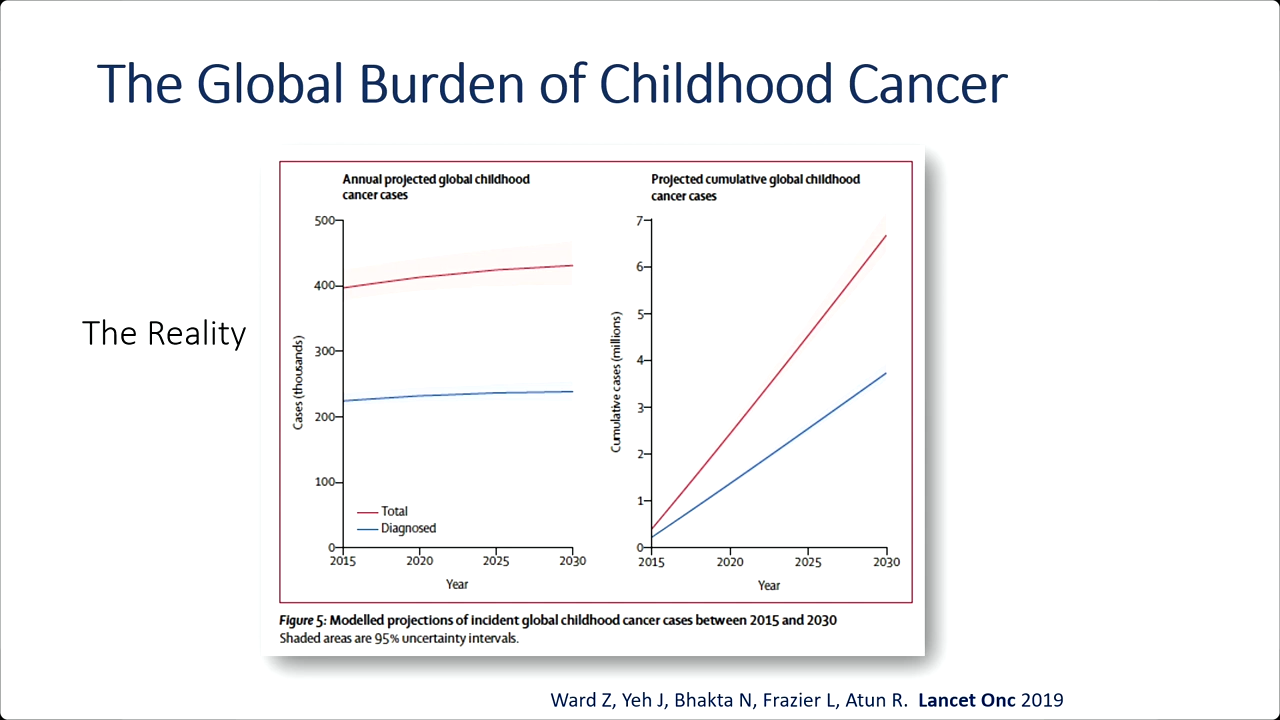 The Global Burden of Childhood Cancer
The Reality
Annual projected global childhood
cancer cases
500
400
300
200
100
0
Cases (thousands)
Total
Diagnosed
2015
2020
2025
2030
Year
Projected cumulative global childhood
cancer cases
7
6
5
4
3
2
1
0
Cumulative cases (millions)
2015
2020
2025
2030
Year
Figure 5: Modelled projections of incident global childhood cancer cases between 2015 and 2030
Shaded areas are 95% uncertainty intervals.
Ward Z, Yeh J, Bhakta N, Frazier L, Atun R. Lancet Onc 2019